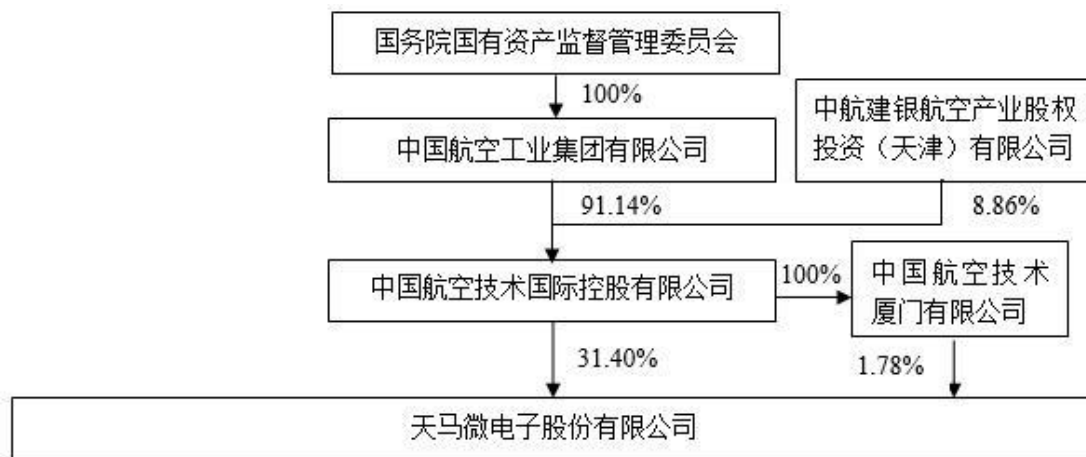 国务院国有资产监督管理委员会
100%
中航建银航空产业股权
投资（天津）有限公司
中国航空工业集团有限公司
91.14%
8.86%
中国航空技术国际控股有限公司
100%
中国航空技术
厦门有限公司
31.40%
1.78%
天马微电子股份有限公司